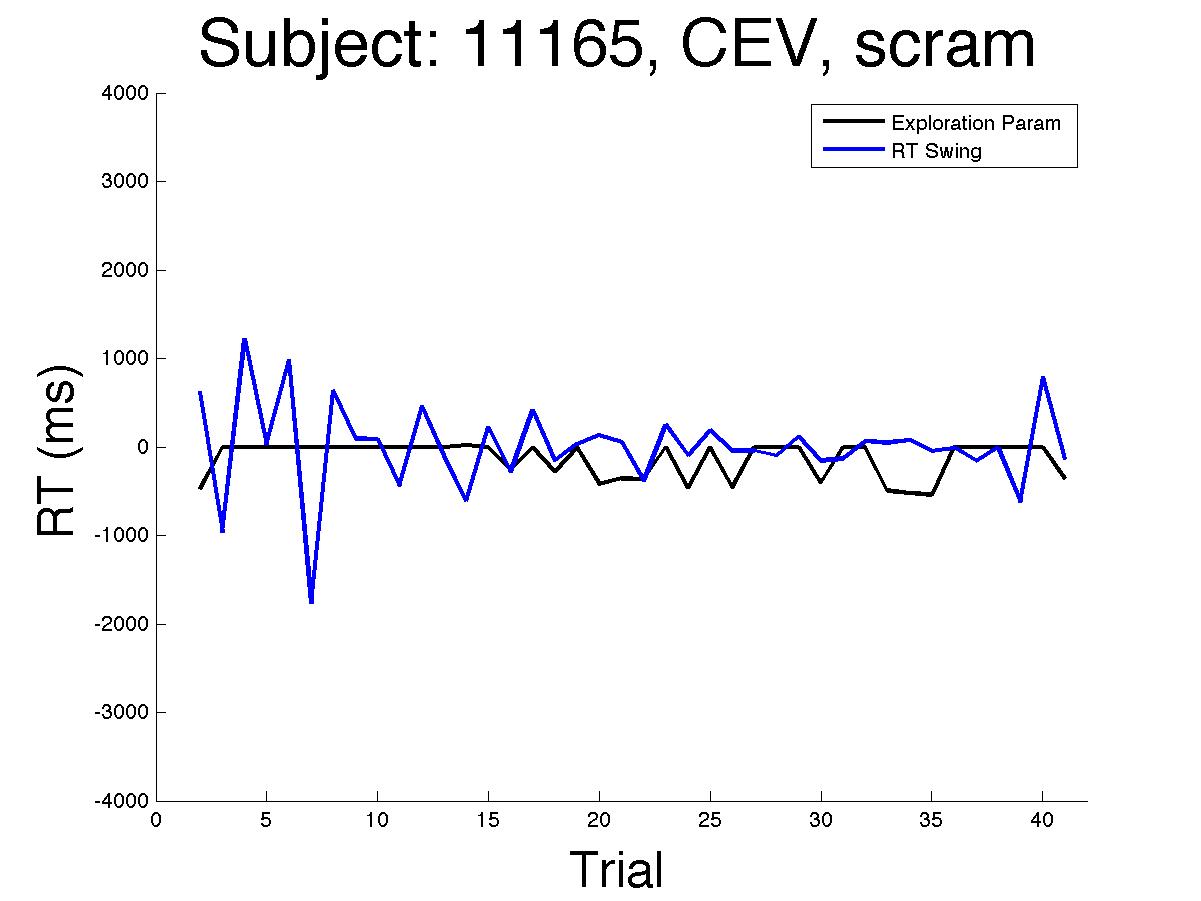 Subject: 11165, CEV, scram
4000
3000
2000
1000
0
-1000
-2000
-3000
-4000
RT (ms)
Exploration Param
RT Swing
0 5 10 15 20 25 30 35 40
Trial